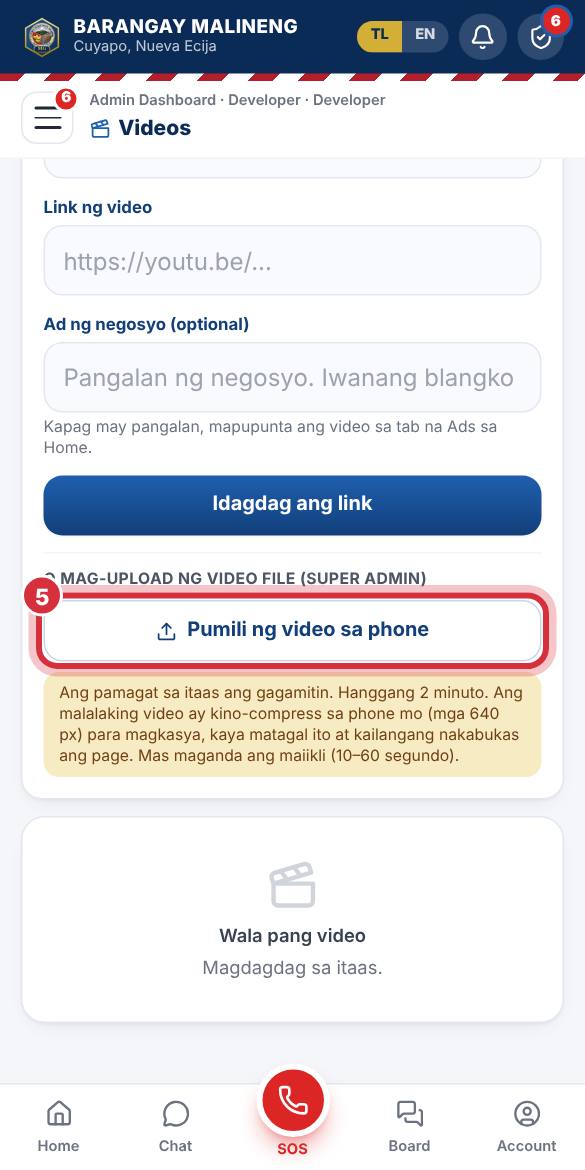 BARANGAY MALINENG
Cuyapo, Nueva Ecija
TL EN
6
6
Admin Dashboard · Developer · Developer
Videos
Link ng video
https://youtu.be/...
Ad ng negosyo (optional)
Pangalan ng negosyo. Iwanang blangko
Kapag may pangalan, mapupunta ang video sa tab na Ads sa
Home.
Idagdag ang link
O MAG-UPLOAD NG VIDEO FILE (SUPER ADMIN)
5
Pumili ng video sa phone
Ang pamagat sa itaas ang gagamitin. Hanggang 2 minuto. Ang
malalaking video ay kino-compress sa phone mo (mga 640
px) para magkasya, kaya matagal ito at kailangang nakabukas
ang page. Mas maganda ang maiikli (10–60 segundo).
Wala pang video
Magdagdag sa itaas.
Home
Chat
SOS
Board
Account